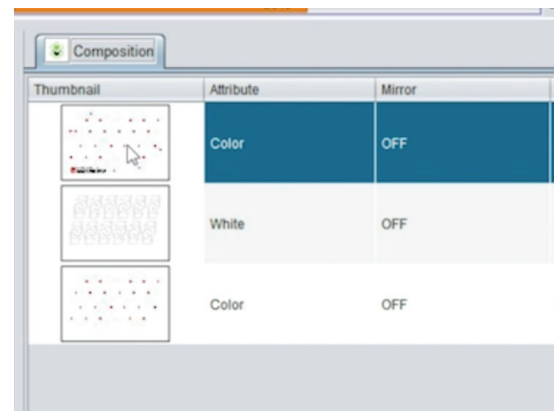 Composition
Thumbnail Attribute Mirror
Color OFF
White OFF
Color OFF